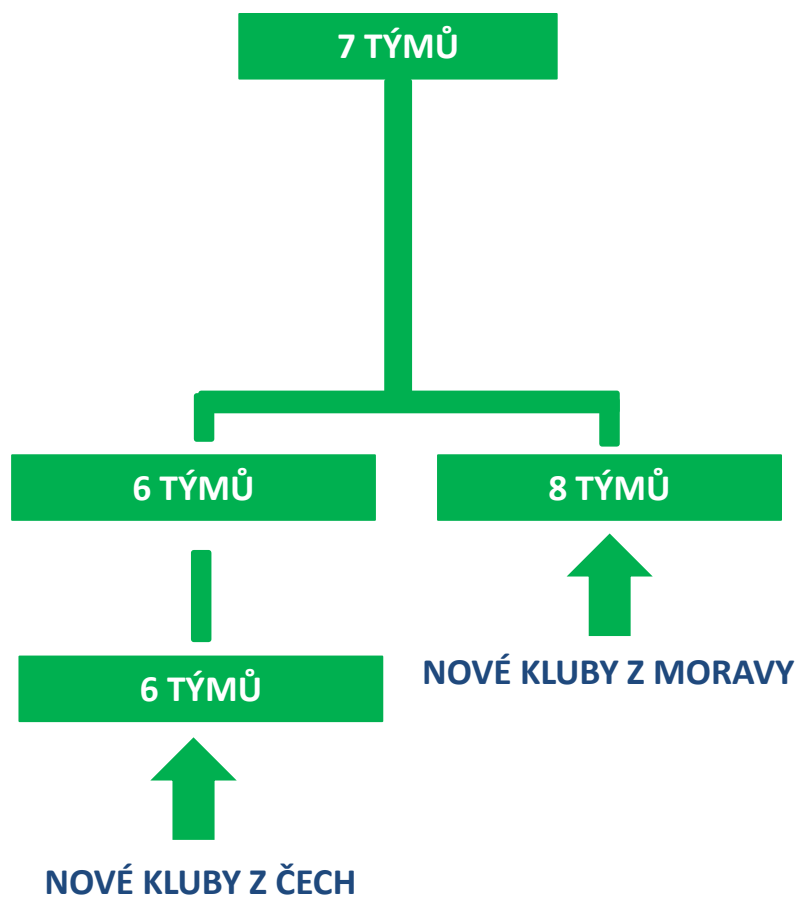 7 TÝMŮ
6 TÝMŮ
8 TÝMŮ
6 TÝMŮ
NOVÉ KLUBY Z MORAVY
NOVÉ KLUBY Z ČECH